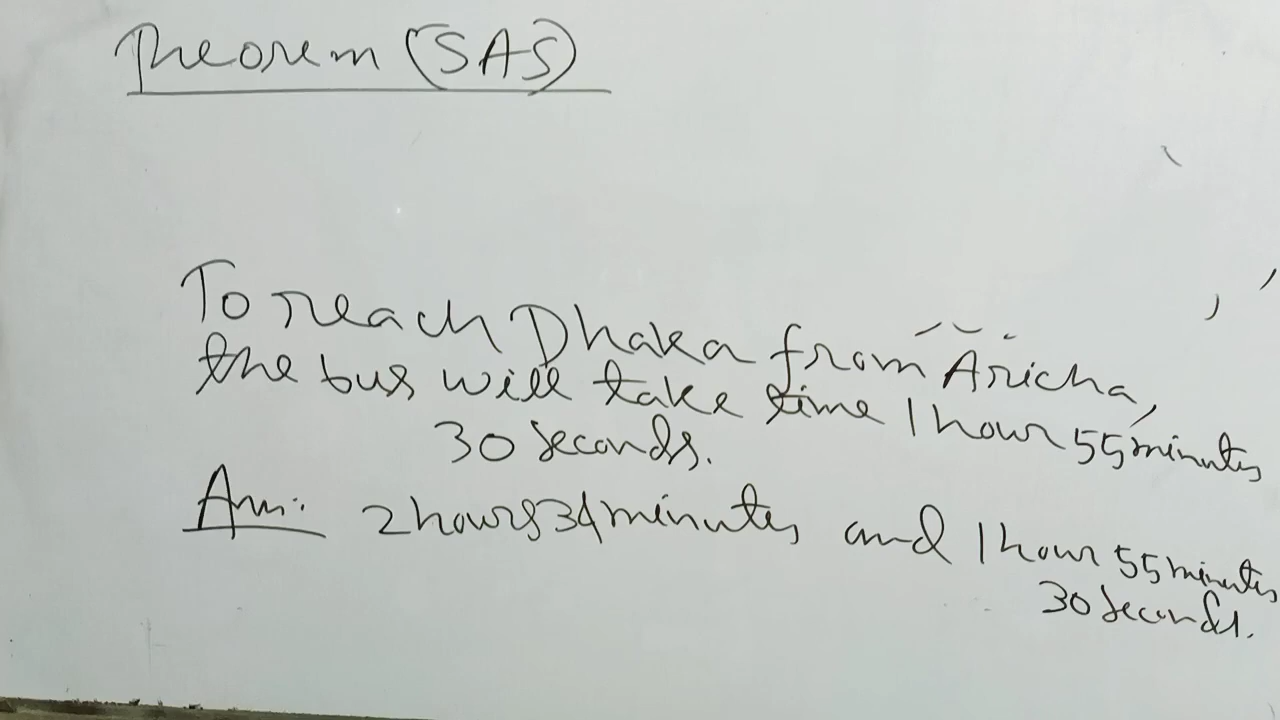 Theorem (SAS)
To reach Dhaka from Aricha,
the bus will take time 1 hour 55 minutes
30 seconds.
Ans: 2 hours 34 minutes and 1 hour 55 minutes
30 seconds.